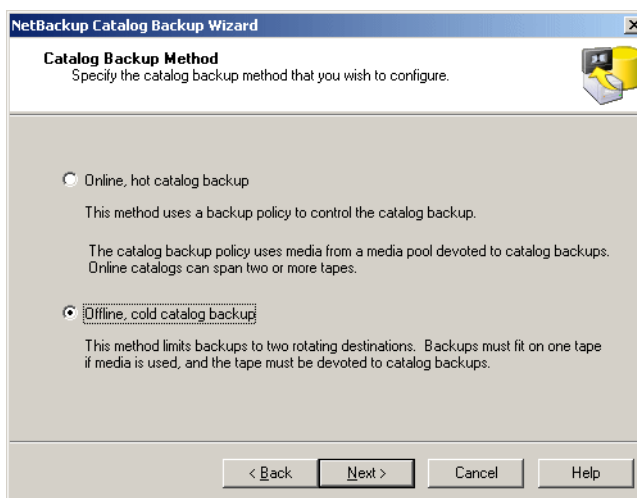 NetBackup Catalog Backup Wizard
Catalog Backup Method
Specify the catalog backup method that you wish to configure.
Online, hot catalog backup
This method uses a backup policy to control the catalog backup.
The catalog backup policy uses media from a media pool devoted to catalog backups.
Online catalogs can span two or more tapes.
Offline, cold catalog backup
This method limits backups to two rotating destinations.  Backups must fit on one tape
if media is used, and the tape must be devoted to catalog backups.
< Back
Next >
Cancel
Help